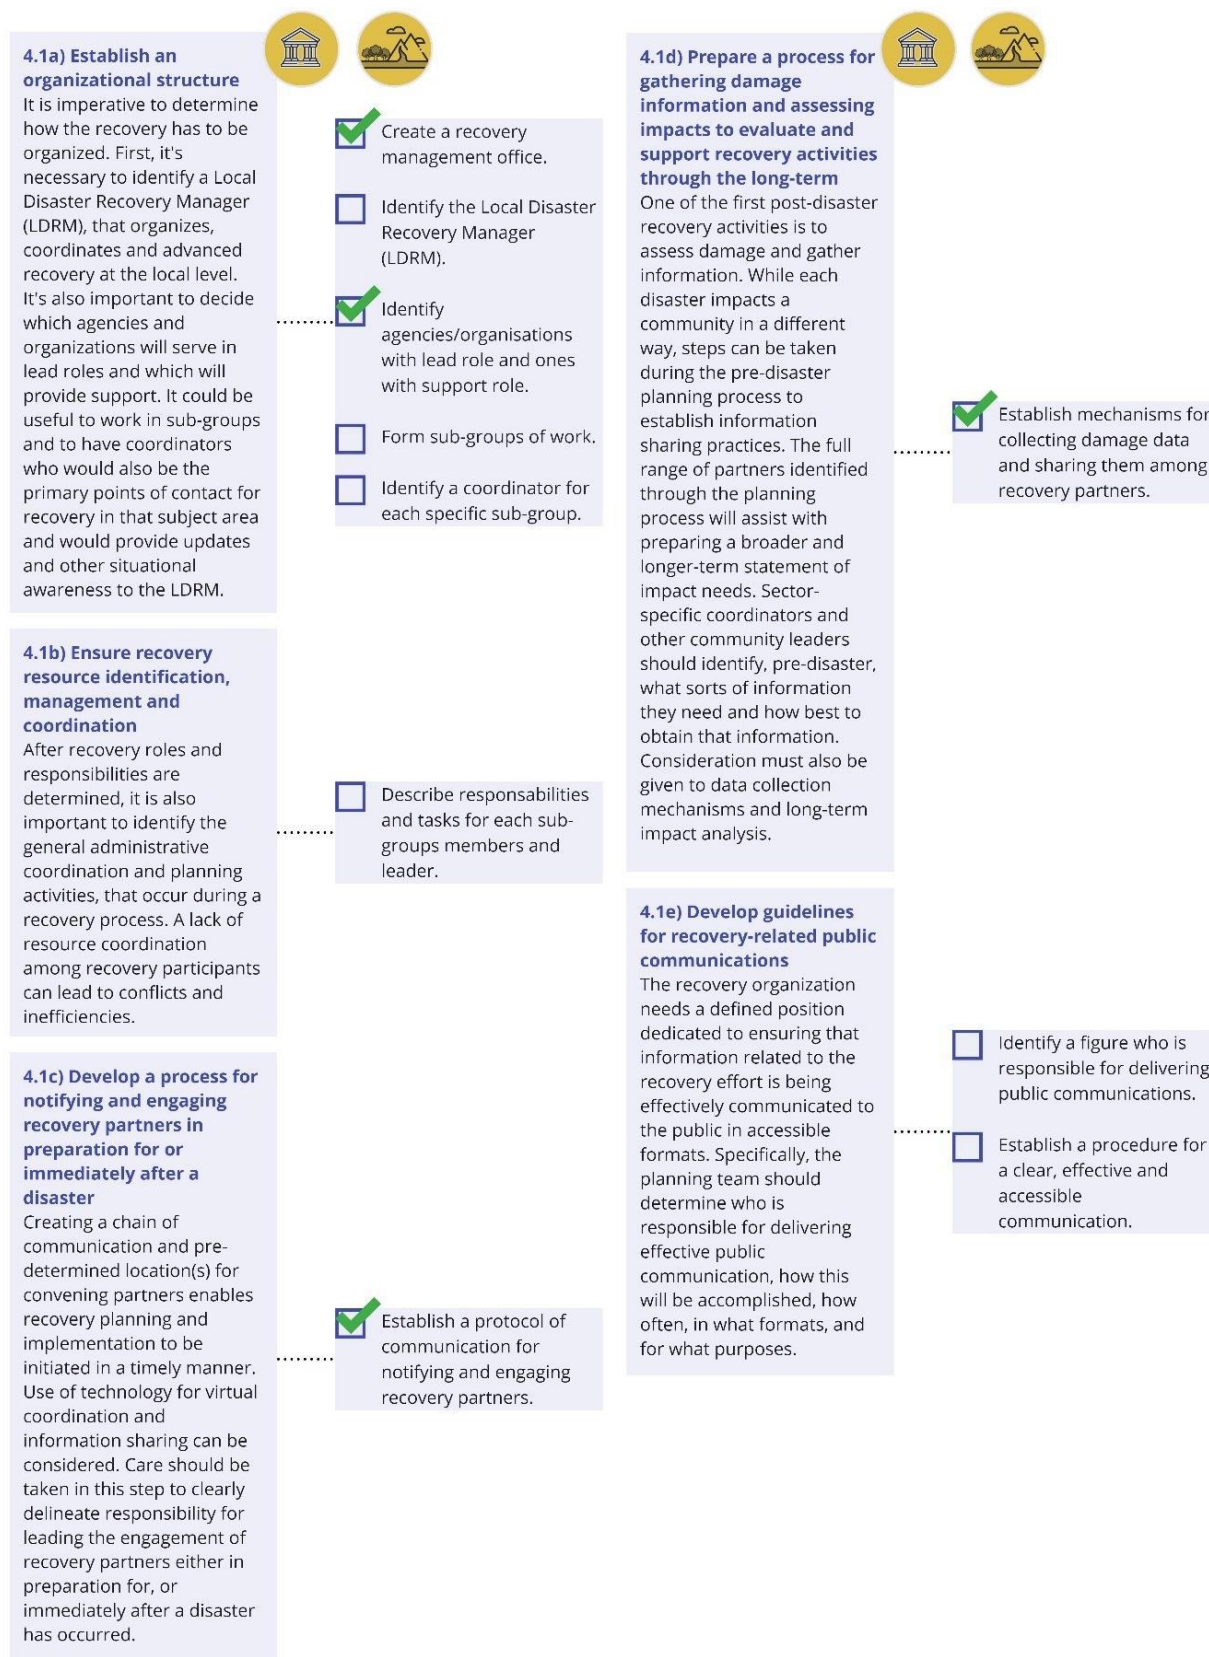 4.1a) Establish an
organizational structure
It is imperative to determine
how the recovery has to be
organized. First, it's
necessary to identify a Local
Disaster Recovery Manager
(LDRM), that organizes,
coordinates and advanced
recovery at the local level.
It's also important to decide
which agencies and
organizations will serve in
lead roles and which will
provide support. It could be
useful to work in sub-groups
and to have coordinators
who would also be the
primary points of contact for
recovery in that subject area
and would provide updates
and other situational
awareness to the LDRM.
Create a recovery
management office.
Identify the Local Disaster
Recovery Manager
(LDRM).
Identify
agencies/organisations
with lead role and ones
with support role.
Form sub-groups of work.
Identify a coordinator for
each specific sub-group.
4.1b) Ensure recovery
resource identification,
management and
coordination
After recovery roles and
responsibilities are
determined, it is also
important to identify the
general administrative
coordination and planning
activities, that occur during a
recovery process. A lack of
resource coordination
among recovery participants
can lead to conflicts and
inefficiencies.
Describe responsabilities
and tasks for each sub-
groups members and
leader.
4.1c) Develop a process for
notifying and engaging
recovery partners in
preparation for or
immediately after a
disaster
Creating a chain of
communication and pre-
determined location(s) for
convening partners enables
recovery planning and
implementation to be
initiated in a timely manner.
Use of technology for virtual
coordination and
information sharing can be
considered. Care should be
taken in this step to clearly
delineate responsibility for
leading the engagement of
recovery partners either in
preparation for, or
immediately after a disaster
has occurred.
Establish a protocol of
communication for
notifying and engaging
recovery partners.
4.1d) Prepare a process for
gathering damage
information and assessing
impacts to evaluate and
support recovery activities
through the long-term
One of the first post-disaster
recovery activities is to
assess damage and gather
information. While each
disaster impacts a
community in a different
way, steps can be taken
during the pre-disaster
planning process to
establish information
sharing practices. The full
range of partners identified
through the planning
process will assist with
preparing a broader and
longer-term statement of
impact needs. Sector-
specific coordinators and
other community leaders
should identify, pre-disaster,
what sorts of information
they need and how best to
obtain that information.
Consideration must also be
given to data collection
mechanisms and long-term
impact analysis.
Establish mechanisms for
collecting damage data
and sharing them among
recovery partners.
4.1e) Develop guidelines
for recovery-related public
communications
The recovery organization
needs a defined position
dedicated to ensuring that
information related to the
recovery effort is being
effectively communicated to
the public in accessible
formats. Specifically, the
planning team should
determine who is
responsible for delivering
effective public
communication, how this
will be accomplished, how
often, in what formats, and
for what purposes.
Identify a figure who is
responsible for delivering
public communications.
Establish a procedure for
a clear, effective and
accessible
communication.